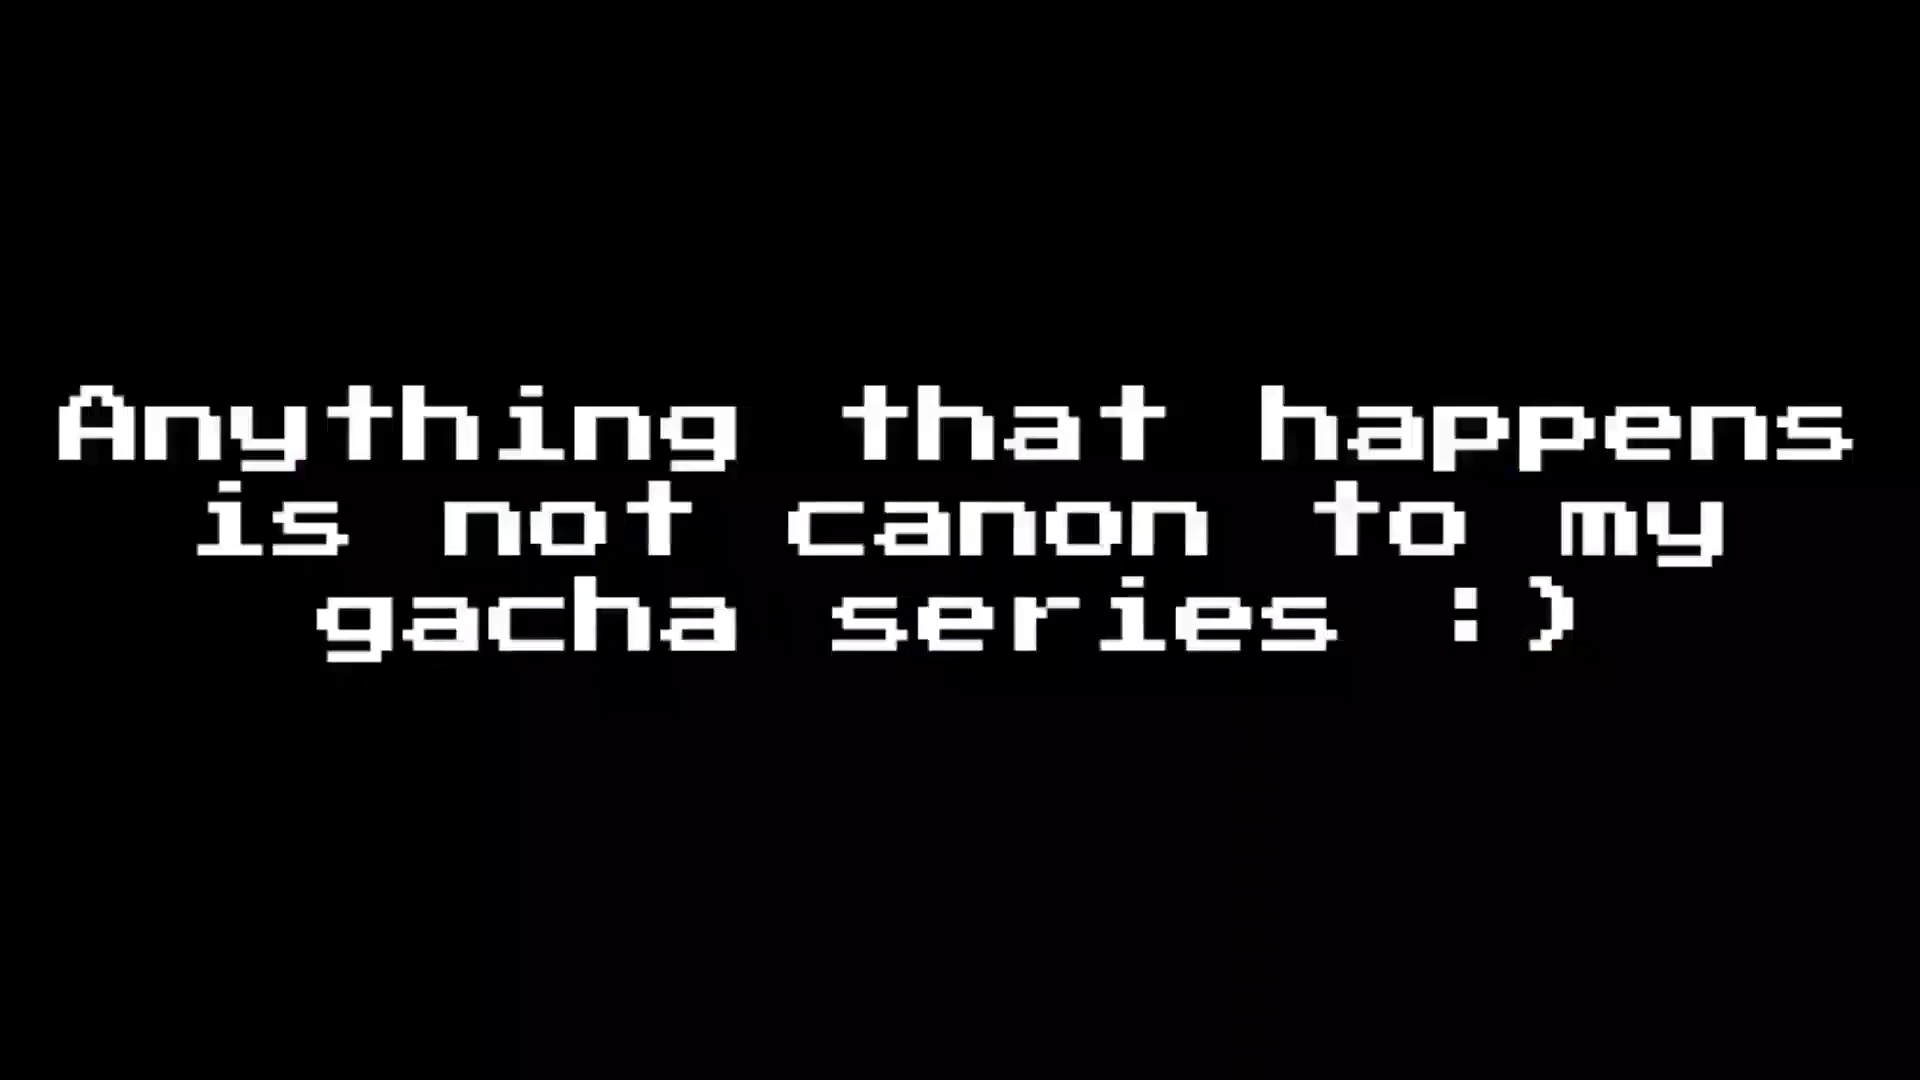 Anything that happens
is not canon to my
gacha series :)